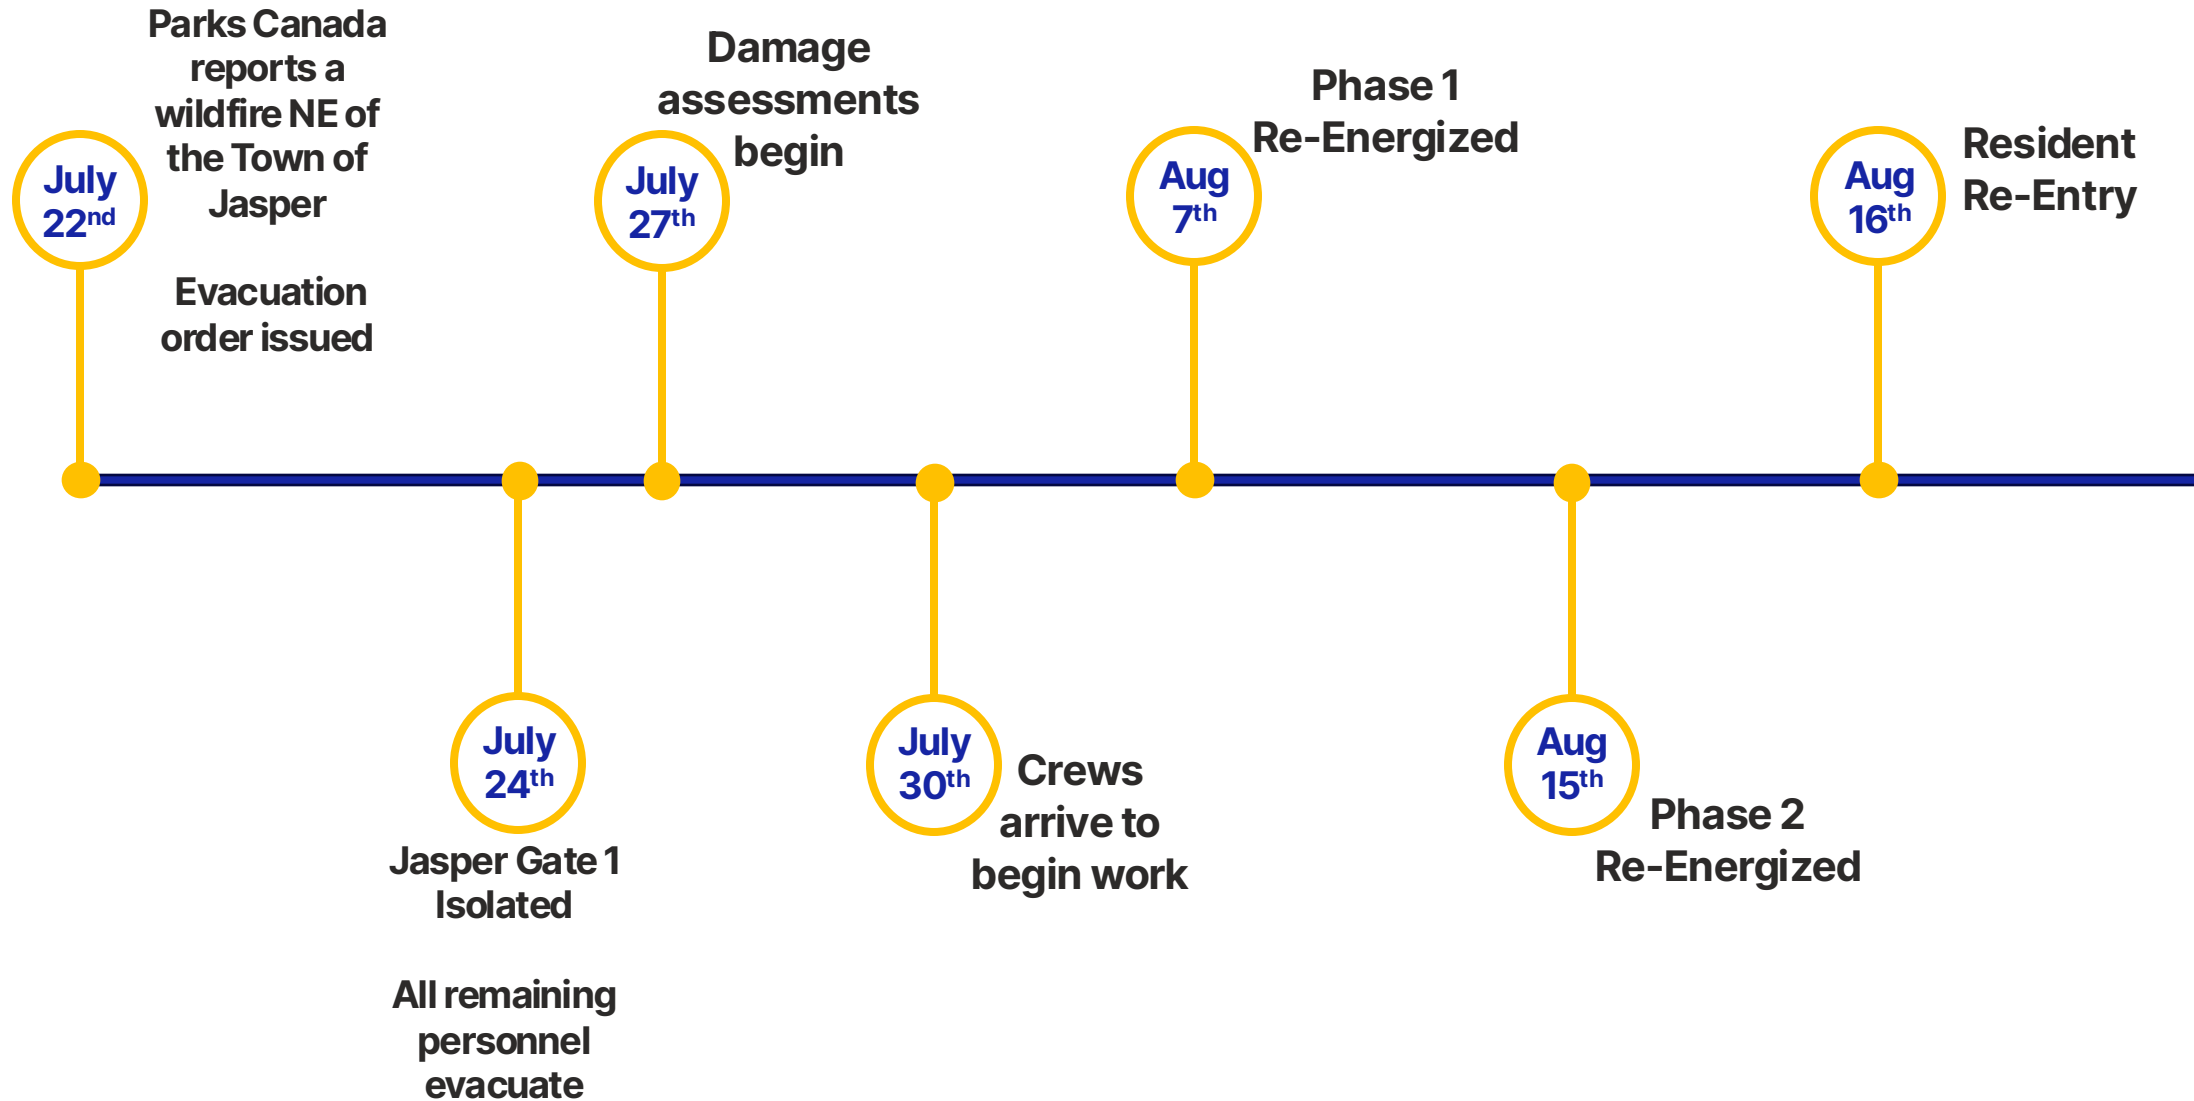 July
22nd
Parks Canada
reports a
wildfire NE of
the Town of
Jasper
Evacuation
order issued
July
24th
Jasper Gate 1
Isolated
All remaining
personnel
evacuate
July
27th
Damage
assessments
begin
July
30th
Crews
arrive to
begin work
Aug
7th
Phase 1
Re-Energized
Aug
15th
Phase 2
Re-Energized
Aug
16th
Resident
Re-Entry